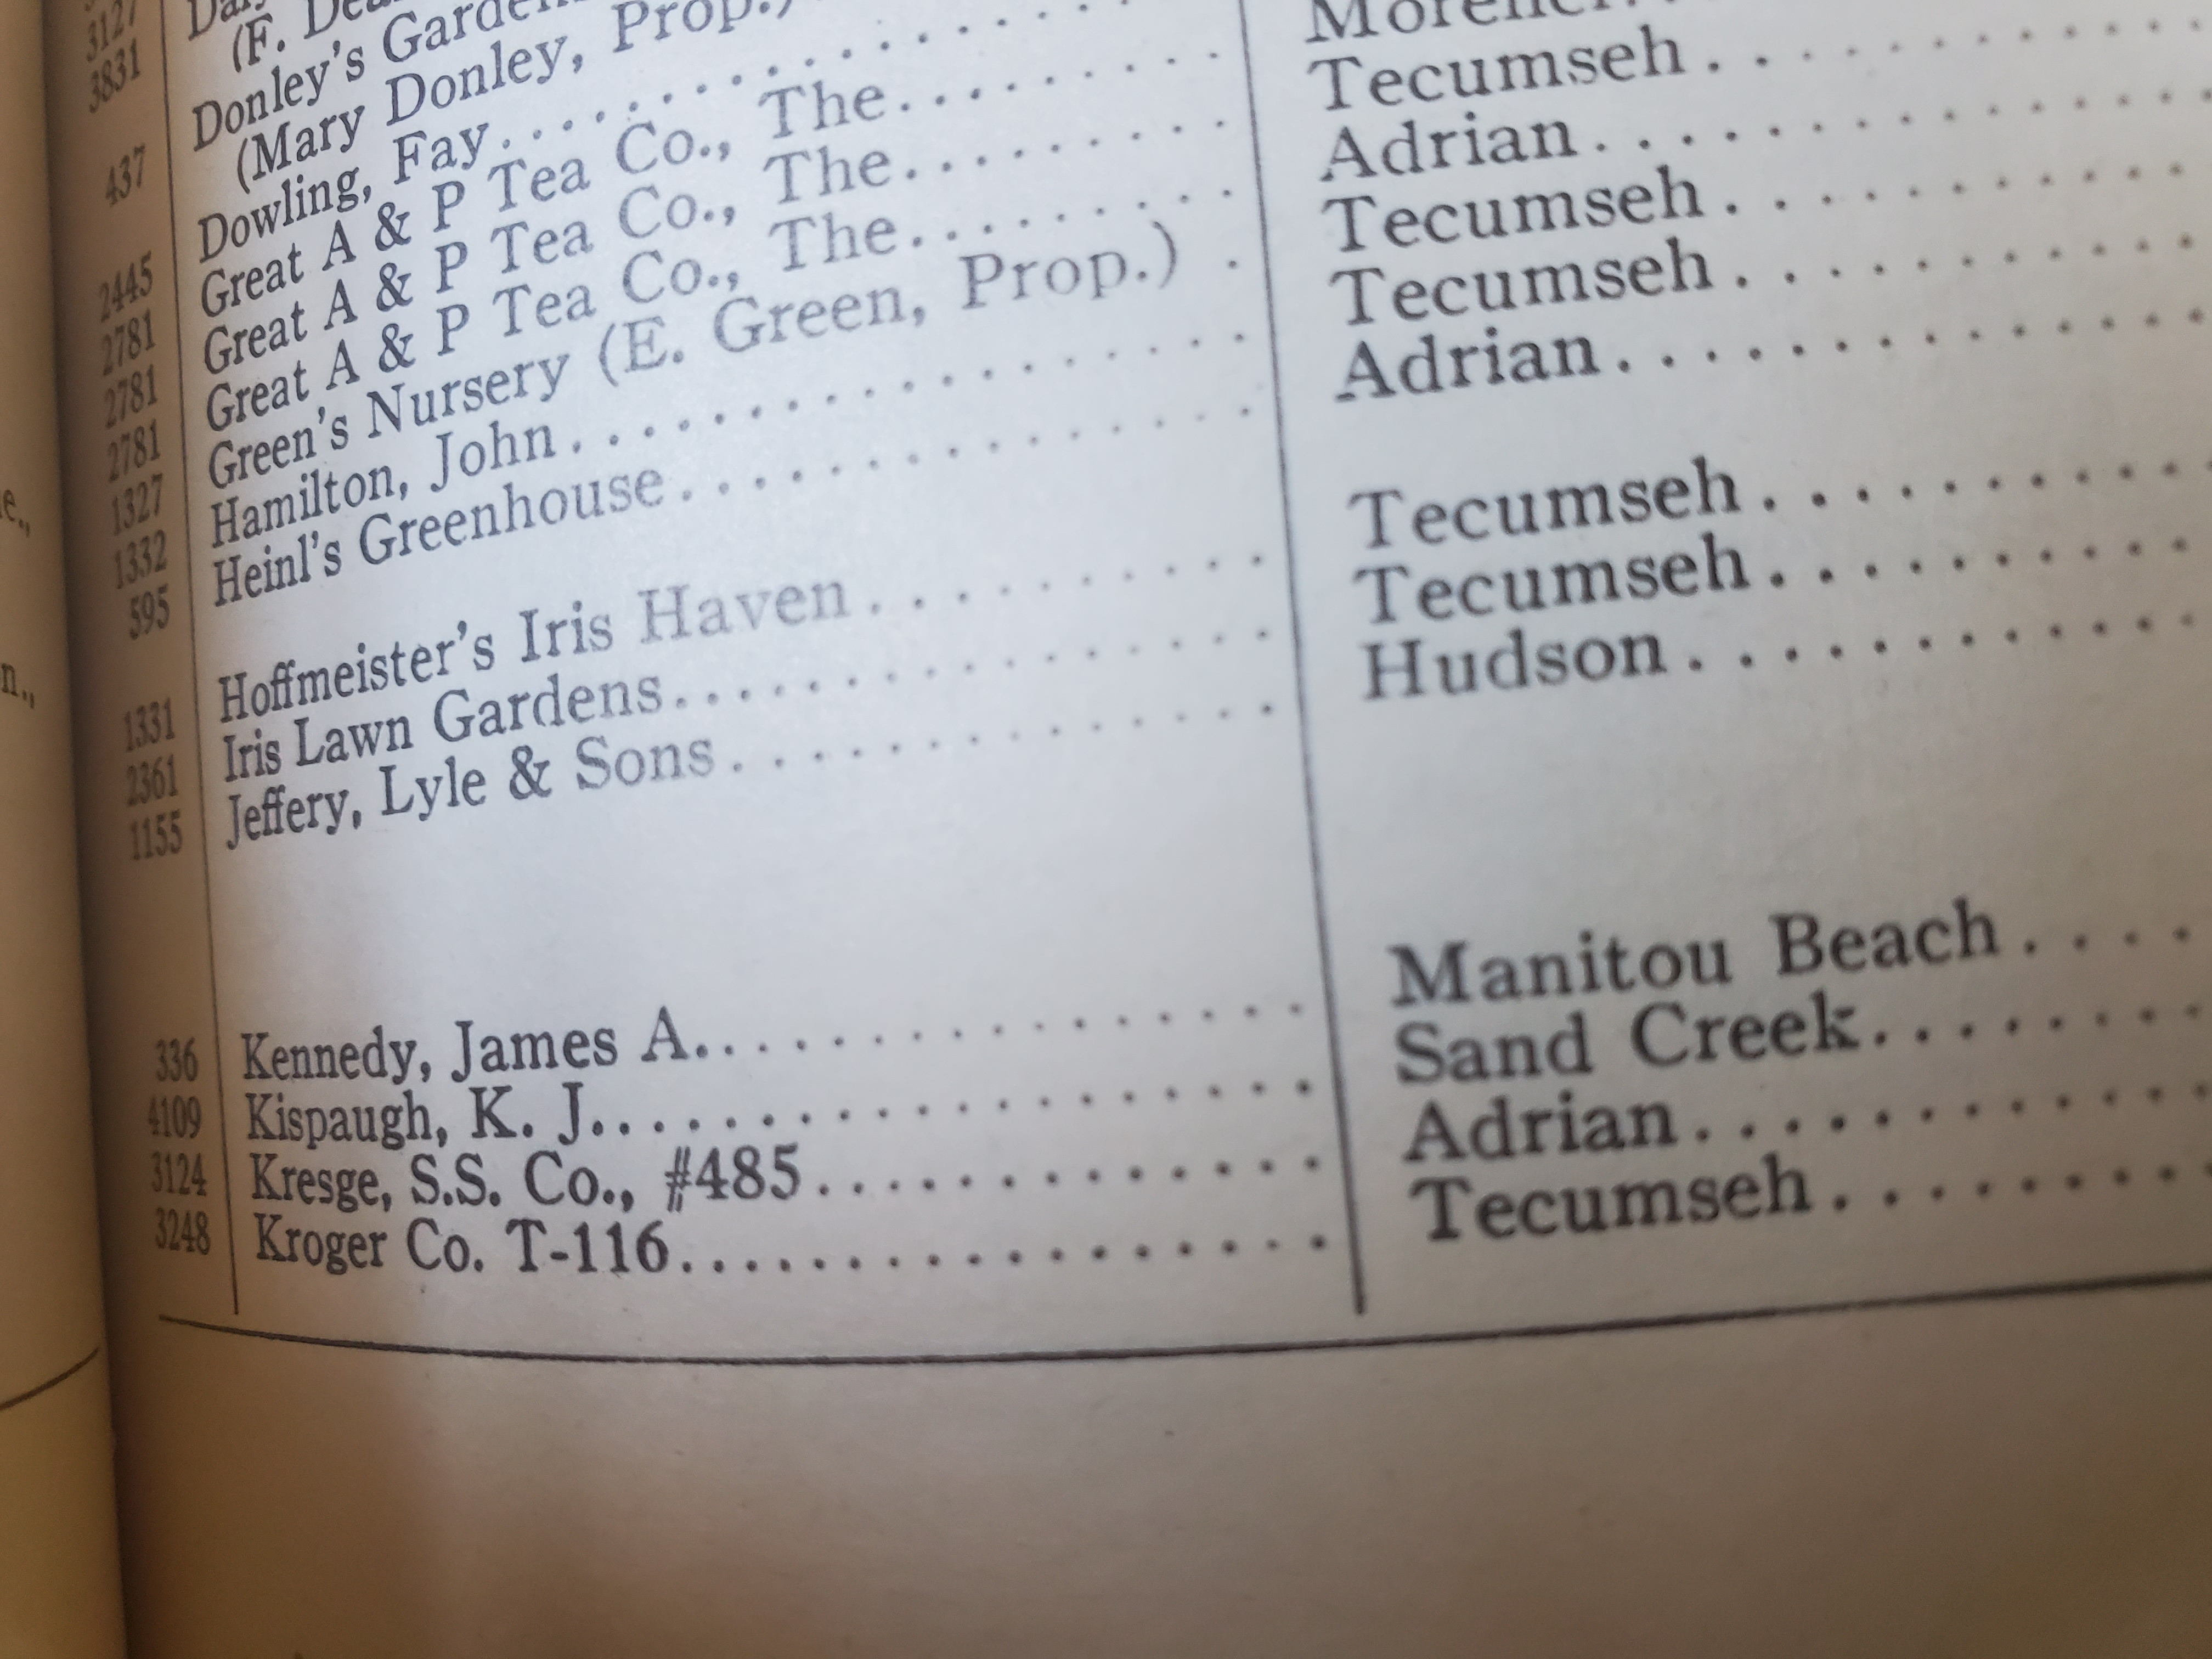 3127
3831
(F.
437 Donley's
(Mary Donley, Prop.)
2445 Dowling, Fay
2781 Great A & P Tea Co., The
2781 Great A & P Tea Co., The Tecumseh
2781 Great A & P Tea Co., The Adrian
1327 Green's Nursery (E. Green, Prop.) Tecumseh
1332 Hamilton, John Tecumseh
595 Heinl's Greenhouse Adrian
1331 Hoffmeister's Iris Haven Tecumseh
2361 Iris Lawn Gardens Tecumseh
1155 Jeffery, Lyle & Sons Hudson
336 Kennedy, James A. Manitou Beach
4109 Kispaugh, K. J. Sand Creek
3124 Kresge, S.S. Co., #485 Adrian
3248 Kroger Co. T-116 Tecumseh